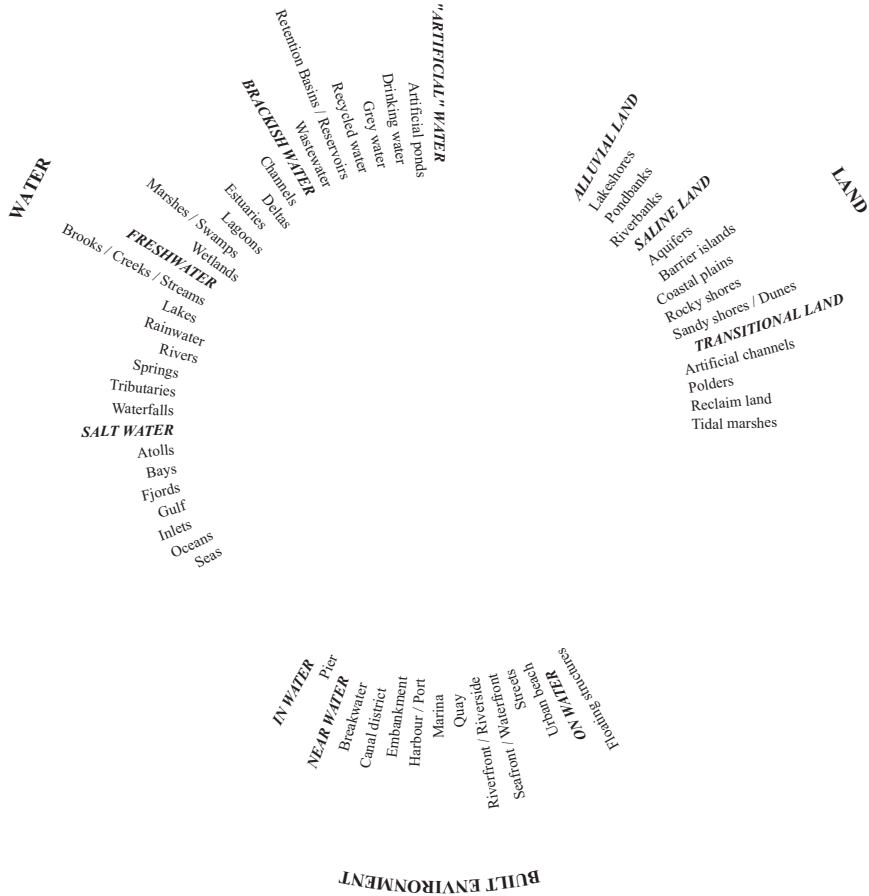 WATER
"ARTIFICIAL" WATER
Artificial ponds
Drinking water
Grey water
Recycled water
Retention Basins / Reservoirs
Wastewater
BRACKISH WATER
Channels
Deltas
Estuaries
Lagoons
Marshes / Swamps
Wetlands
FRESHWATER
Brooks / Creeks / Streams
Lakes
Rainwater
Rivers
Springs
Tributaries
Waterfalls
SALT WATER
Atolls
Bays
Fjords
Gulf
Inlets
Oceans
Seas
LAND
ALLUVIAL LAND
Lakeshores
Pondbanks
Riverbanks
SALINE LAND
Aquifers
Barrier islands
Coastal plains
Rocky shores
Sandy shores / Dunes
TRANSITIONAL LAND
Artificial channels
Polders
Reclaim land
Tidal marshes
BUILT ENVIRONMENT
IN WATER
Pier
NEAR WATER
Breakwater
Canal district
Embankment
Harbour / Port
Marina
Quay
Riverfront / Riverside
Seafront / Waterfront
Streets
Urban beach
ON WATER
Floating structures